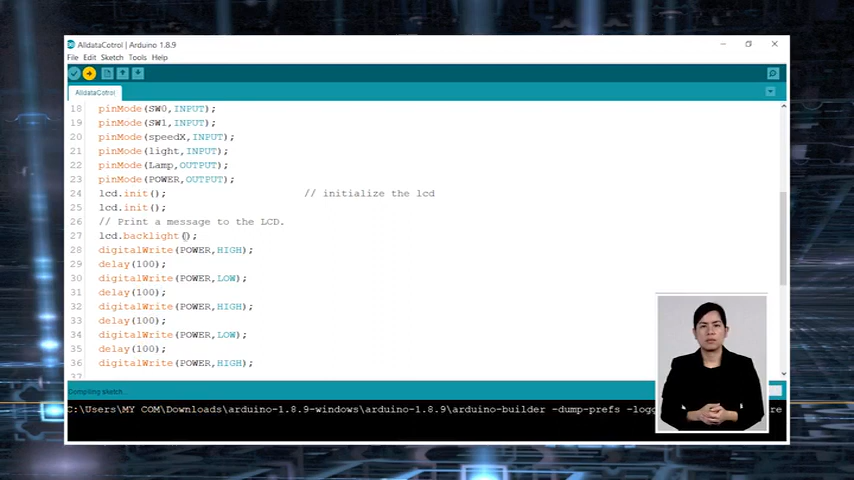 AlldataCotrol | Arduino 1.8.9
File Edit Sketch Tools Help
AlldataCotrol
18 pinMode(SW0,INPUT);
19 pinMode(SW1,INPUT);
20 pinMode(speedX,INPUT);
21 pinMode(light,INPUT);
22 pinMode(Lamp,OUTPUT);
23 pinMode(POWER,OUTPUT);
24 lcd.init(); // initialize the lcd
25 lcd.init();
26 // Print a message to the LCD.
27 lcd.backlight();
28 digitalWrite(POWER,HIGH);
29 delay(100);
30 digitalWrite(POWER,LOW);
31 delay(100);
32 digitalWrite(POWER,HIGH);
33 delay(100);
34 digitalWrite(POWER,LOW);
35 delay(100);
36 digitalWrite(POWER,HIGH);
37
Compiling sketch...
C:\Users\MY COM\Downloads\arduino-1.8.9-windows\arduino-1.8.9\arduino-builder -dump-prefs -logg